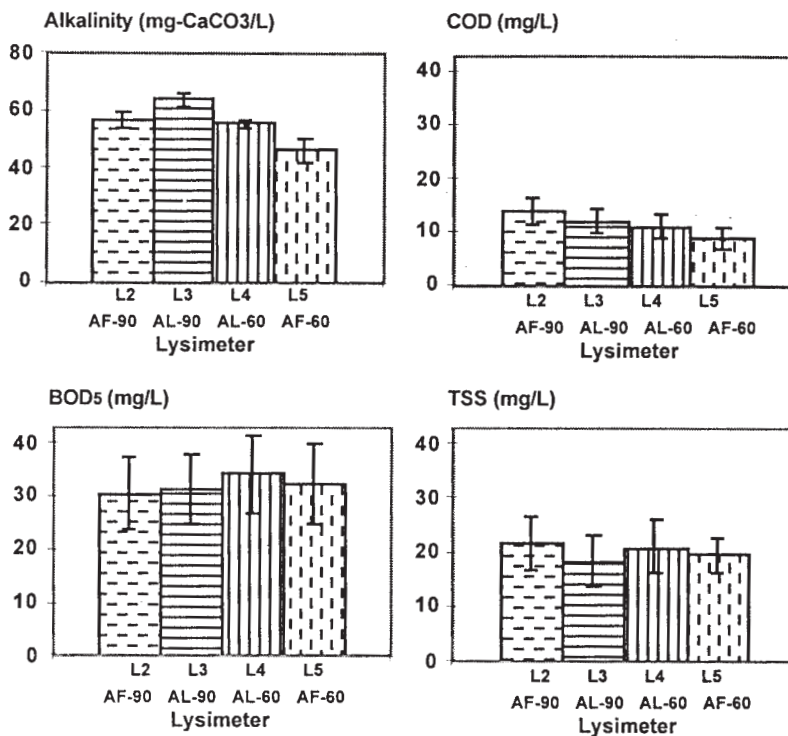 Alkalinity (mg-CaCO3/L)
80
60
40
20
0
L2 L3 L4 L5
AF-90 AL-90 AL-60 AF-60
Lysimeter
COD (mg/L)
40
30
20
10
0
L2 L3 L4 L5
AF-90 AL-90 AL-60 AF-60
Lysimeter
BOD5 (mg/L)
40
30
20
10
0
L2 L3 L4 L5
AF-90 AL-90 AL-60 AF-60
Lysimeter
TSS (mg/L)
40
30
20
10
0
L2 L3 L4 L5
AF-90 AL-90 AL-60 AF-60
Lysimeter